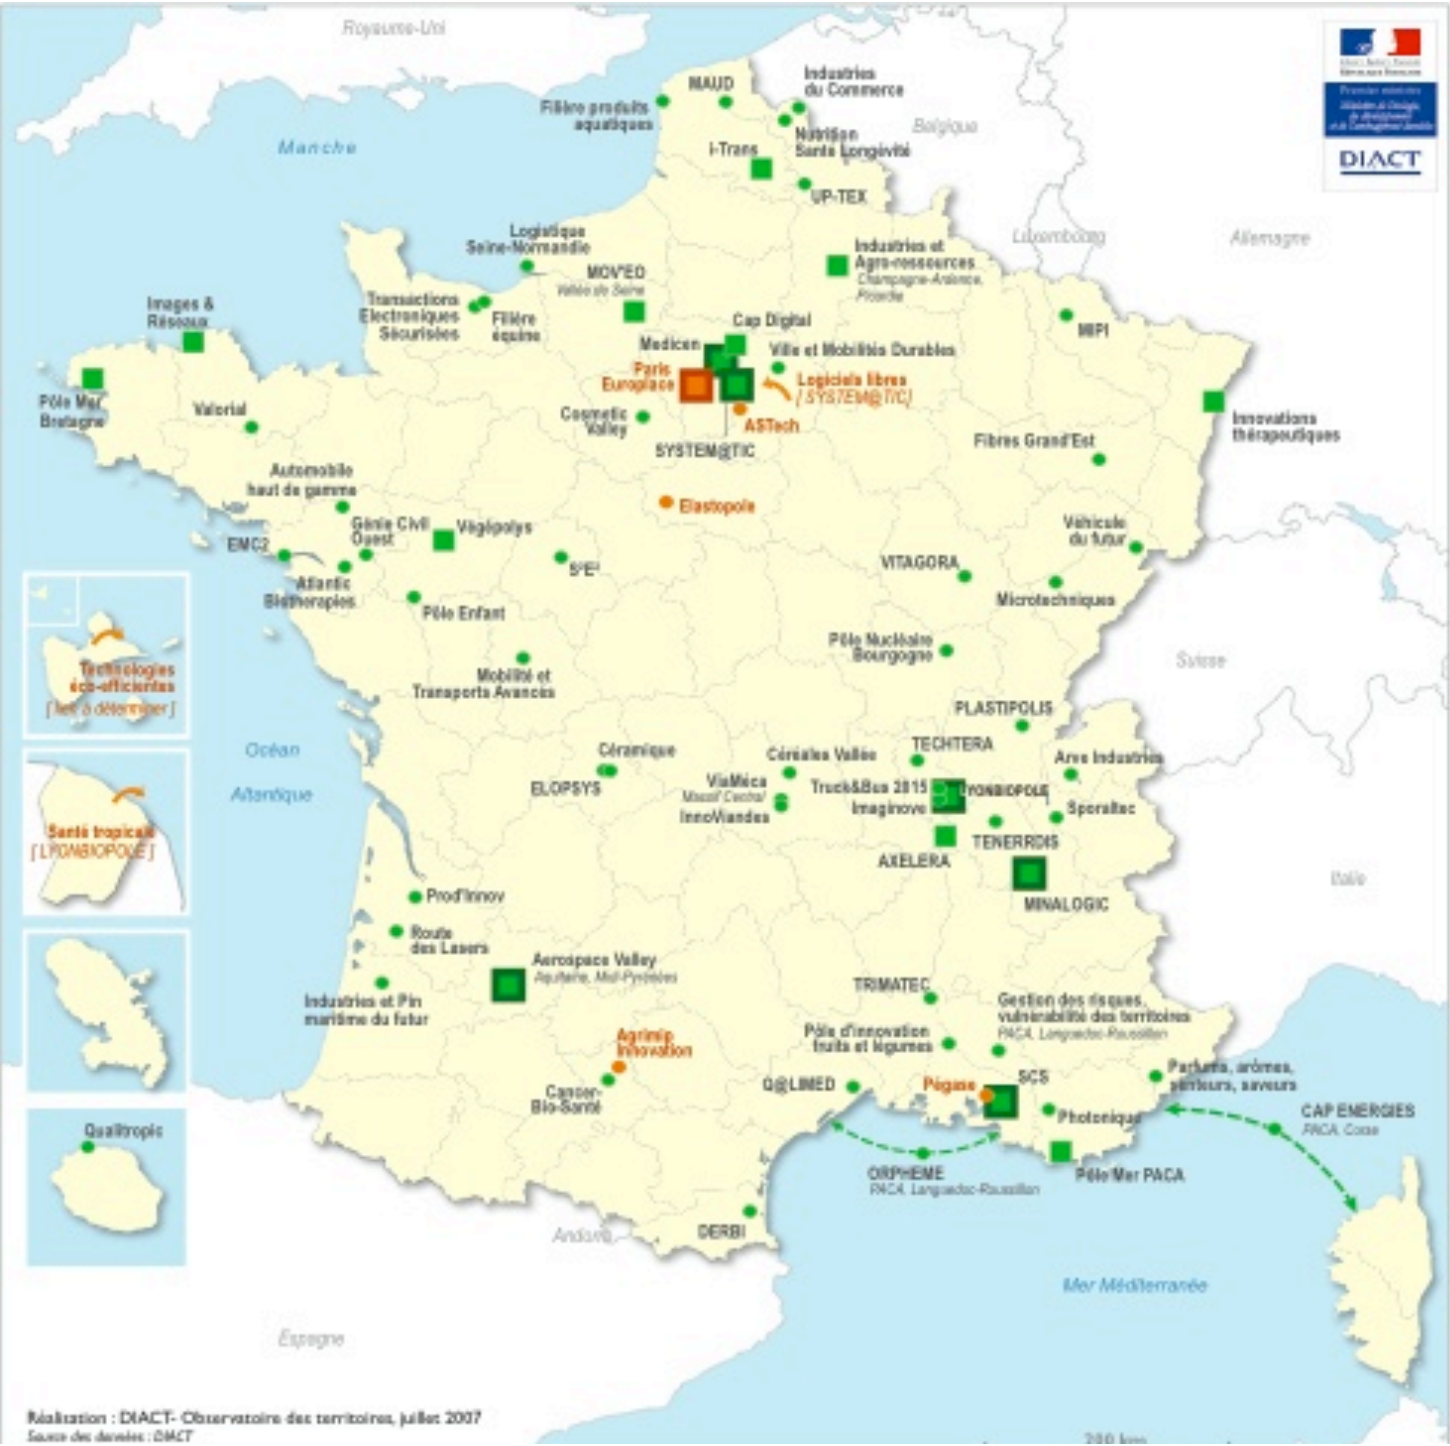 Royaume-Uni
MAUD
Industries
du Commerce
Filière produits
aquatiques
Belgique
Manche
Nutrition
Santé Longévité
i-Trans
UP-TEX
DIACT
Logistique
Seine-Normandie
Luxembourg
Allemagne
Industries et
Agro-ressources
Champagne-Ardenne,
Picardie
MOV'EO
Vallée de Seine
Images &
Réseaux
Transactions
Electroniques
Sécurisées
Filière
équine
Cap Digital
MIPI
Medicen
Ville et Mobilités Durables
Paris
Europlace
Logiciels libres
[ SYSTEM@TIC]
Pôle Mer
Bretagne
Valorial
Cosmetic
Valley
ASTech
Innovations
thérapeutiques
SYSTEM@TIC
Fibres Grand'Est
Automobile
haut de gamme
Elastopole
Génie Civil
Ouest
Végépolys
Véhicule
du futur
EMC2
S²E²
VITAGORA
Atlantic
Biotherapies
Microtechniques
Pôle Enfant
Pôle Nucléaire
Bourgogne
Suisse
Technologies
éco-efficientes
[ lieu à déterminer ]
Mobilité et
Transports Avancés
PLASTIPOLIS
Océan
Atlantique
Céramique
ELOPSYS
Céréales Vallée
TECHTERA
Arve Industries
ViaMéca
Massif Central
InnoViandes
Truck&Bus 2015
LYONBIOPOLE
Imaginove
Sporaltec
Santé tropicale
[ LYONBIOPOLE ]
TENERRDIS
AXELERA
Italie
MINALOGIC
Prod'Innov
Route
des Lasers
Aerospace Valley
Aquitaine, Midi-Pyrénées
Industries et Pin
maritime du futur
TRIMATEC
Gestion des risques,
vulnérabilité des territoires
PACA, Languedoc-Roussillon
Agrimip
Innovation
Pôle d'innovation
fruits et légumes
Cancer-
Bio-Santé
Q@LIMED
Pégase
SCS
Parfums, arômes,
senteurs, saveurs
Photonique
CAP ENERGIES
PACA, Corse
Qualitropic
ORPHEME
PACA, Languedoc-Roussillon
Pôle Mer PACA
DERBI
Andorre
Mer Méditerranée
Espagne
Réalisation : DIACT- Observatoire des territoires, juillet 2007
Source des données : DIACT
200 km